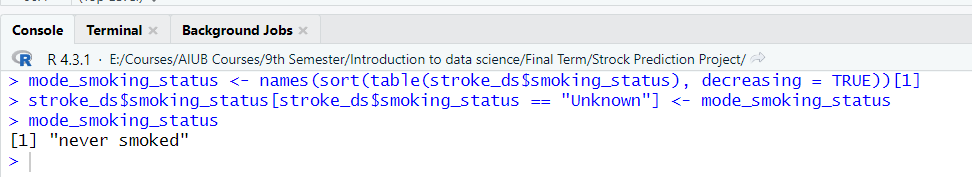 Console Terminal × Background Jobs ×
R 4.3.1 · E:/Courses/AIUB Courses/9th Semester/Introduction to data science/Final Term/Strock Prediction Project/
> mode_smoking_status <- names(sort(table(stroke_ds$smoking_status), decreasing = TRUE))[1]
> stroke_ds$smoking_status[stroke_ds$smoking_status == "Unknown"] <- mode_smoking_status
> mode_smoking_status
[1] "never smoked"
>